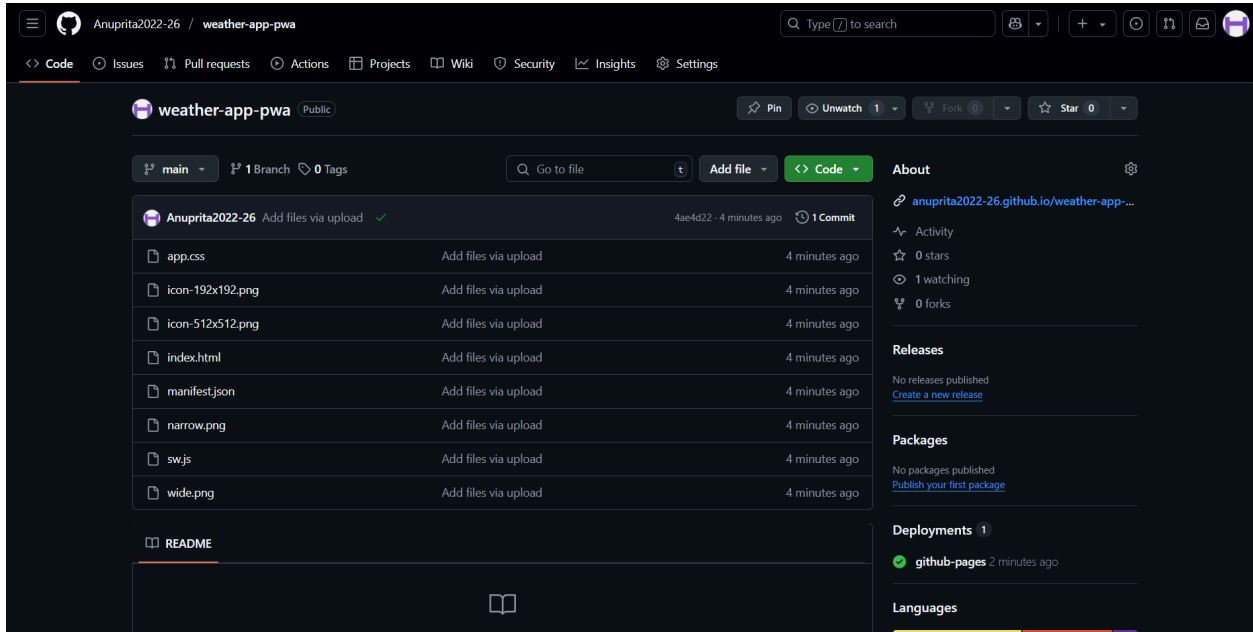 Anuprita2022-26 / weather-app-pwa
Type / to search
Code Issues Pull requests Actions Projects Wiki Security Insights Settings
weather-app-pwa Public
Pin Unwatch 1 Fork 0 Star 0
main 1 Branch 0 Tags
Go to file t
Add file Code
Anuprita2022-26 Add files via upload
4ae4d22 · 4 minutes ago 1 Commit
app.css Add files via upload 4 minutes ago
icon-192x192.png Add files via upload 4 minutes ago
icon-512x512.png Add files via upload 4 minutes ago
index.html Add files via upload 4 minutes ago
manifest.json Add files via upload 4 minutes ago
narrow.png Add files via upload 4 minutes ago
sw.js Add files via upload 4 minutes ago
wide.png Add files via upload 4 minutes ago
README
About
anuprita2022-26.github.io/weather-app-...
Activity
0 stars
1 watching
0 forks
Releases
No releases published
Create a new release
Packages
No packages published
Publish your first package
Deployments 1
github-pages 2 minutes ago
Languages